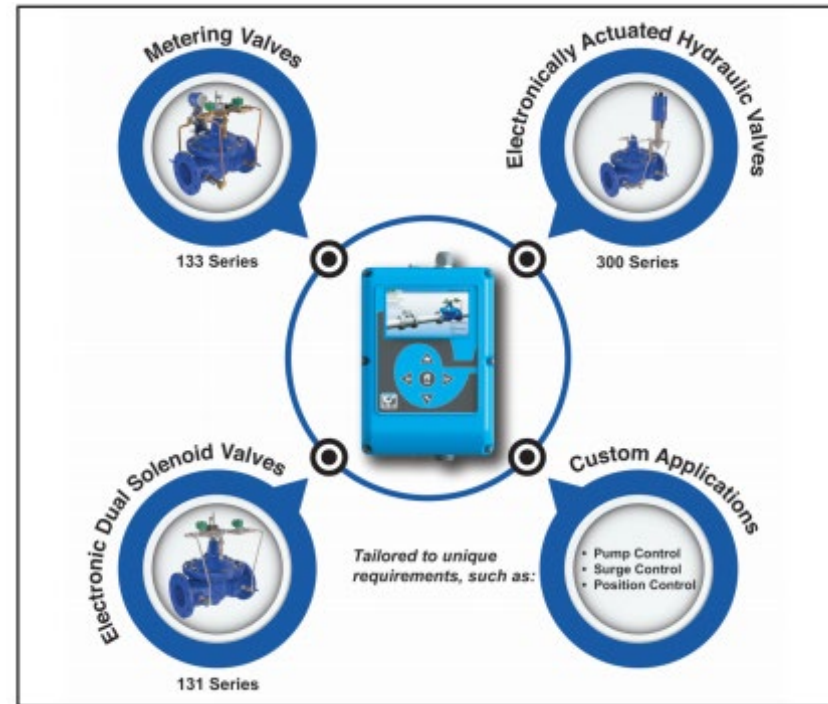 Metering Valves
133 Series
Electronically Actuated Hydraulic Valves
300 Series
Electronic Dual Solenoid Valves
131 Series
Custom Applications
Tailored to unique
requirements, such as:
• Pump Control
• Surge Control
• Position Control